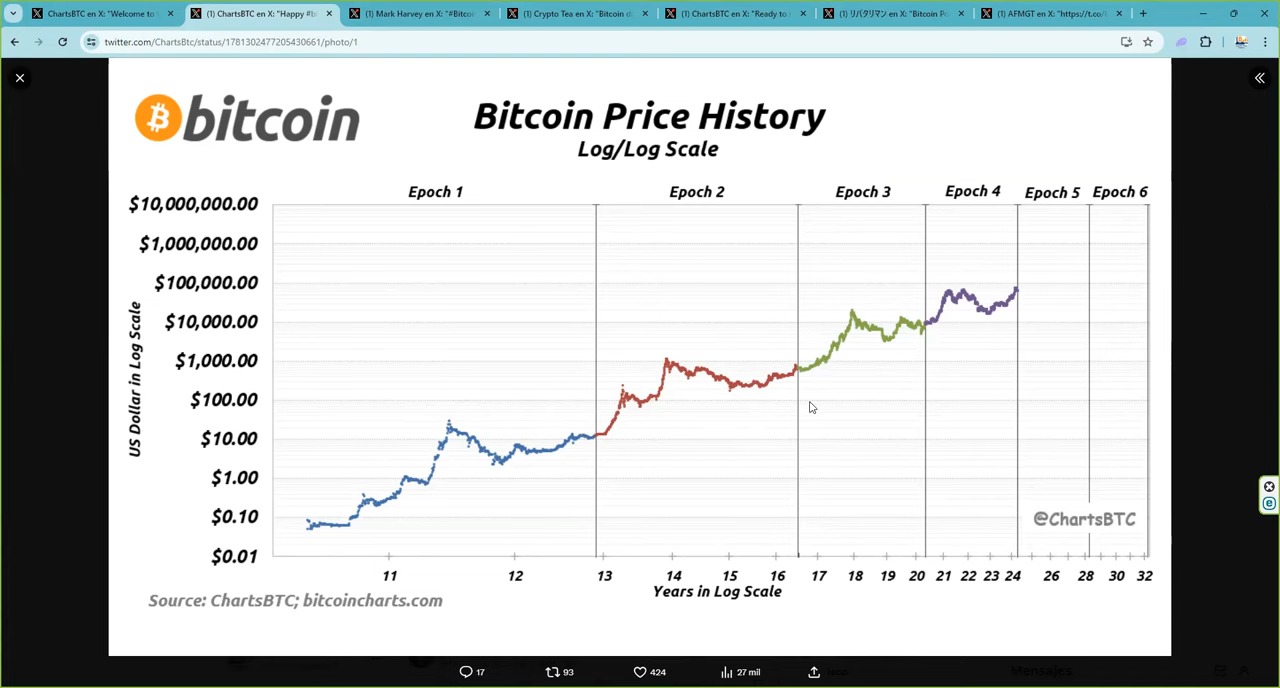 (1) ChartsBTC en X: "Welcome to
(1) ChartsBTC en X: "Happy #b
(1) Mark Harvey en X: "#Bitco
(1) Crypto Tea en X: "Bitcoin d
(1) ChartsBTC en X: "Ready to
(1) リバタリマン en X: "Bitcoin P
(1) AFMGT en X: "https://t.co/
twitter.com/ChartsBtc/status/1781302477205430661/photo/1
bitcoin
Bitcoin Price History
Log/Log Scale
Epoch 1 Epoch 2 Epoch 3 Epoch 4 Epoch 5 Epoch 6
$10,000,000.00
$1,000,000.00
$100,000.00
$10,000.00
$1,000.00
$100.00
$10.00
$1.00
$0.10
$0.01
US Dollar in Log Scale
@ChartsBTC
11 12 13 14 15 16 17 18 19 20 21 22 23 24 26 28 30 32
Years in Log Scale
Source: ChartsBTC; bitcoincharts.com
17 93 424 27 mil
Mensajes